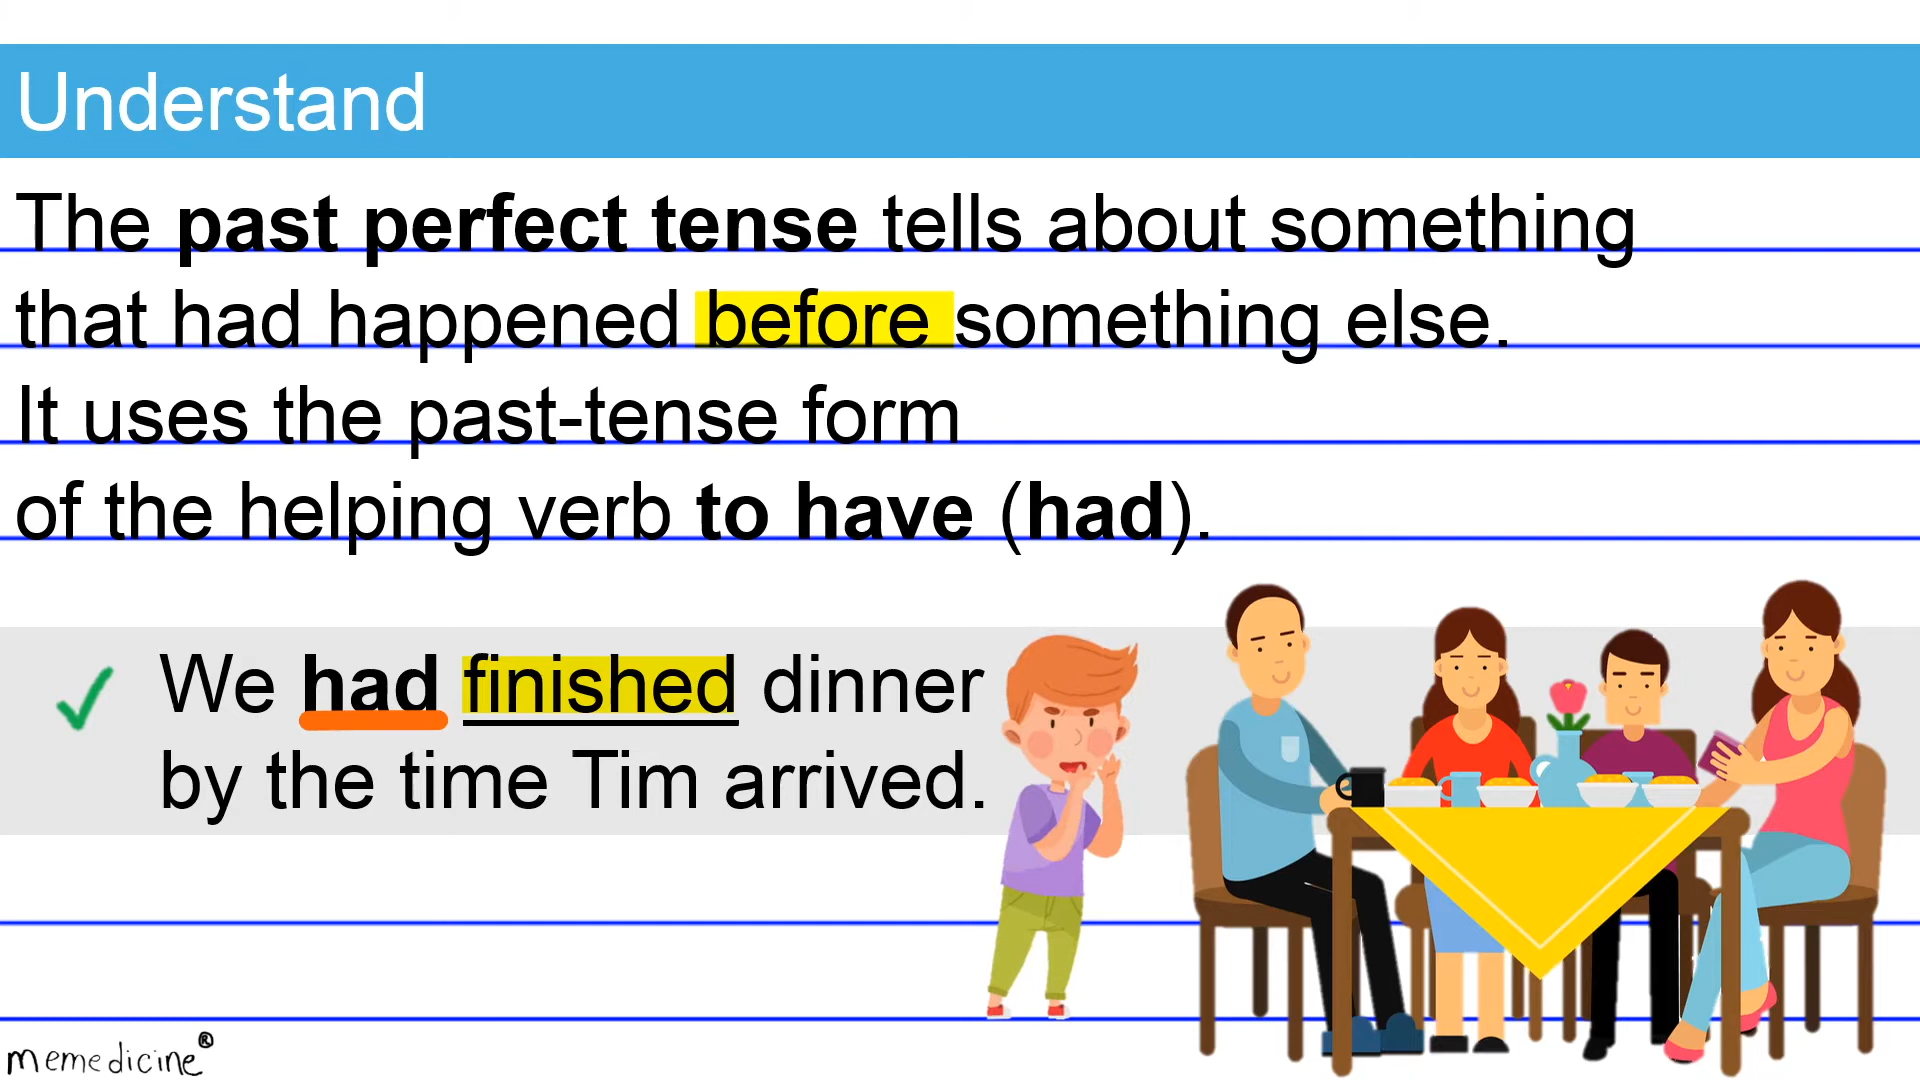 Understand
The past perfect tense tells about something
that had happened before something else.
It uses the past-tense form
of the helping verb to have (had).
We had finished dinner
by the time Tim arrived.
memedicine®